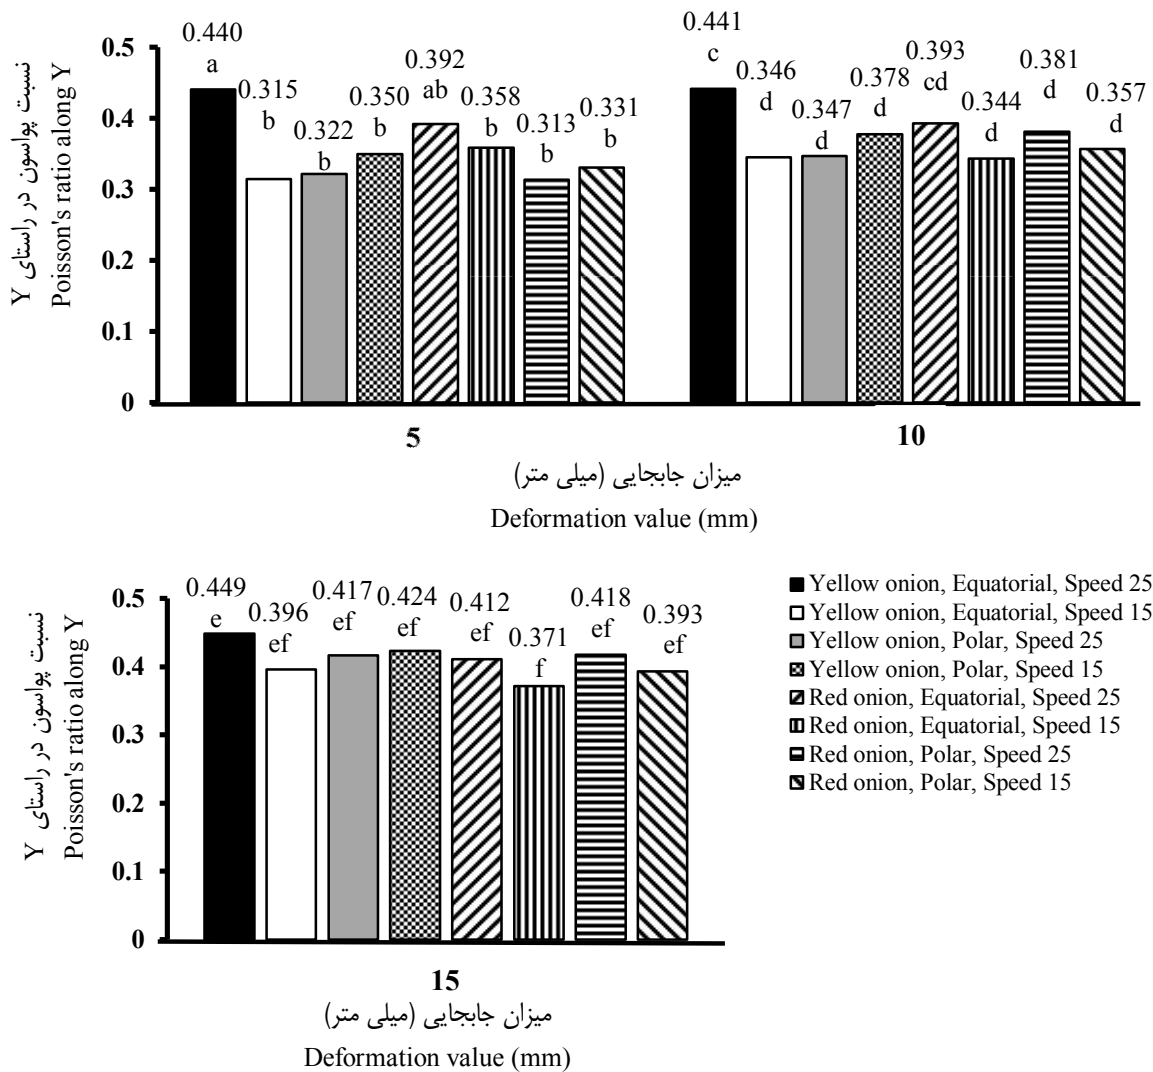 نسبت پواسون در راستای Y
Poisson's ratio along Y
0.5
0.4
0.3
0.2
0.1
0
0.440
a
0.315
b
0.322
b
0.350
b
0.392
ab
0.358
b
0.313
b
0.331
b
0.441
c
0.346
d
0.347
d
0.378
d
0.393
cd
0.344
d
0.381
d
0.357
d
5
10
میزان جابجایی (میلی متر)
Deformation value (mm)
نسبت پواسون در راستای Y
Poisson's ratio along Y
0.5
0.4
0.3
0.2
0.1
0
0.449
e
0.396
ef
0.417
ef
0.424
ef
0.412
ef
0.371
f
0.418
ef
0.393
ef
15
میزان جابجایی (میلی متر)
Deformation value (mm)
Yellow onion, Equatorial, Speed 25
Yellow onion, Equatorial, Speed 15
Yellow onion, Polar, Speed 25
Yellow onion, Polar, Speed 15
Red onion, Equatorial, Speed 25
Red onion, Equatorial, Speed 15
Red onion, Polar, Speed 25
Red onion, Polar, Speed 15